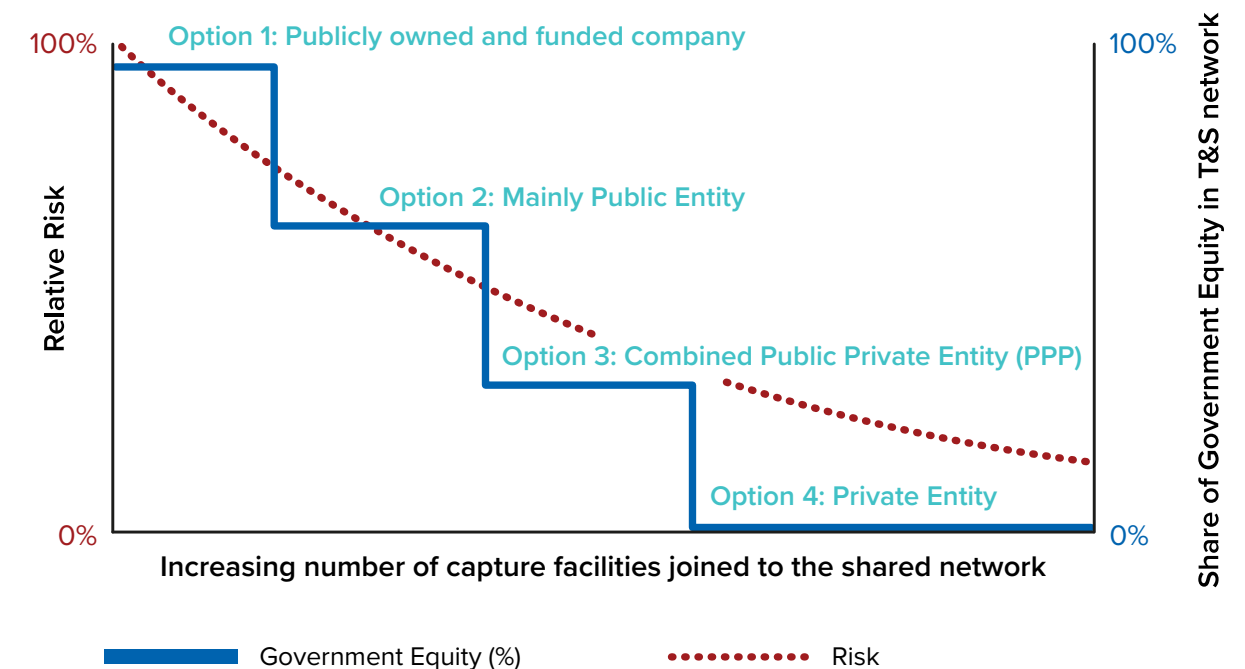 100%
Option 1: Publicly owned and funded company
100%
Relative Risk
Share of Government Equity in T&S network
Option 2: Mainly Public Entity
Option 3: Combined Public Private Entity (PPP)
Option 4: Private Entity
0%
0%
Increasing number of capture facilities joined to the shared network
Government Equity (%)
Risk